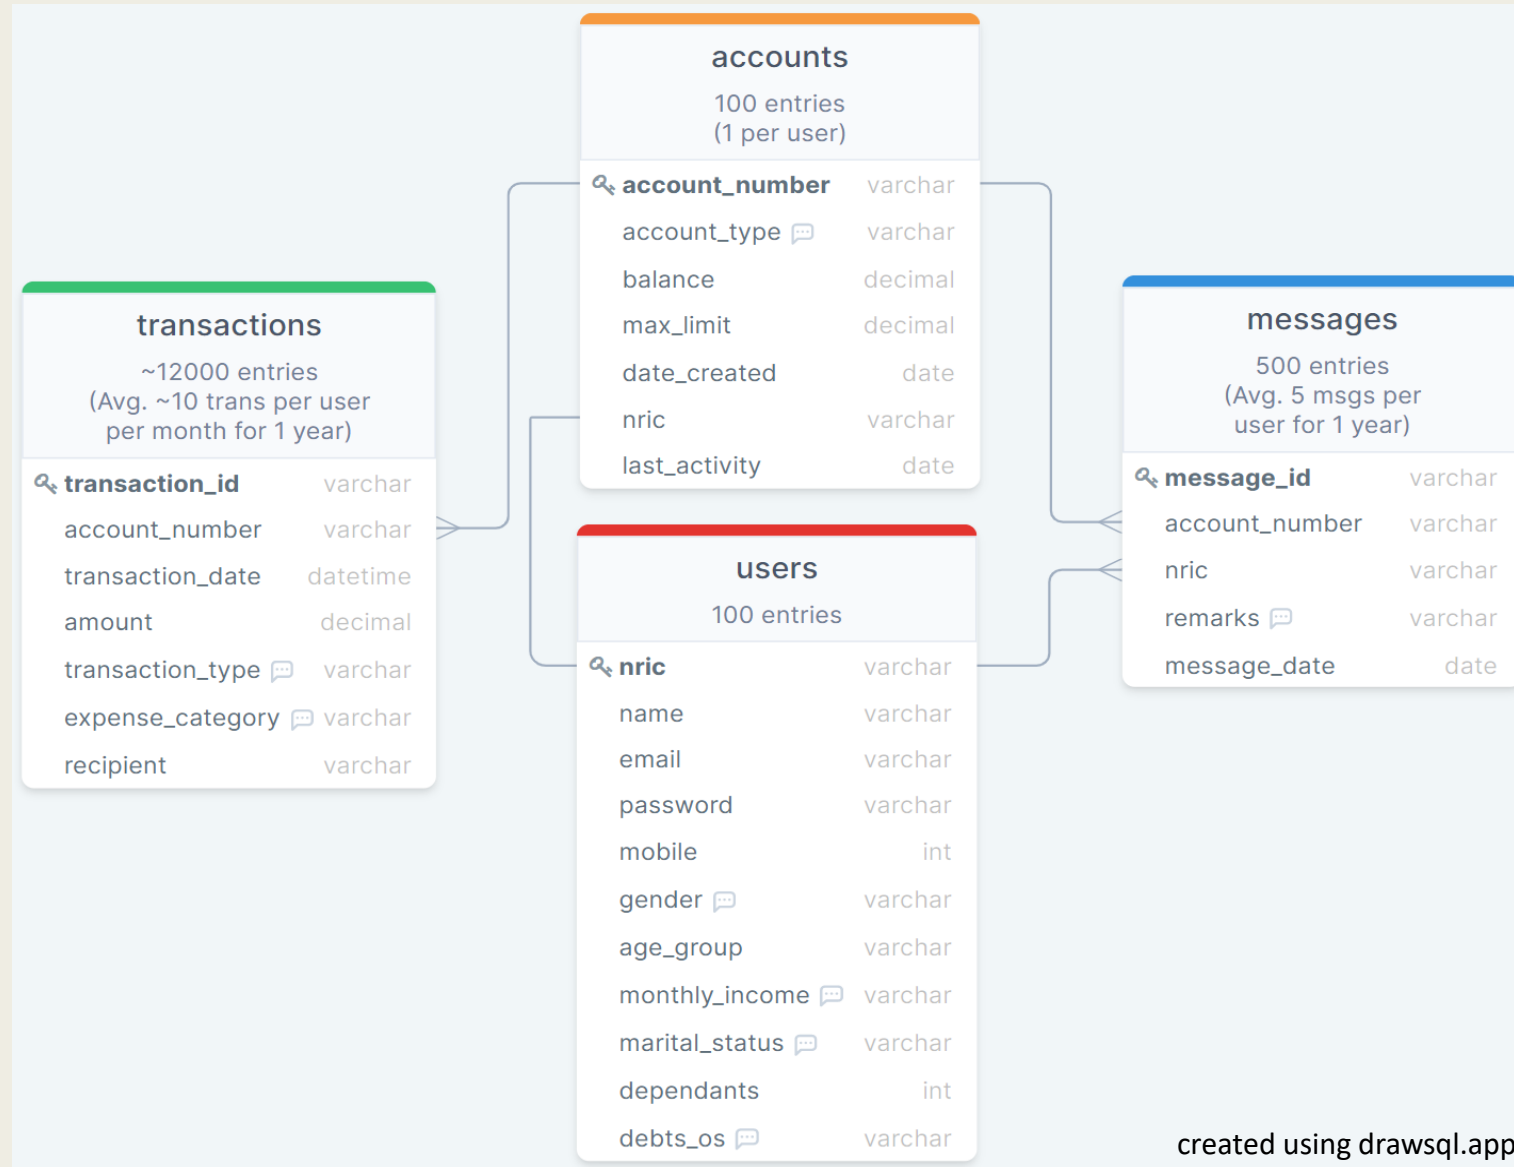 accounts
100 entries
(1 per user)
account_number varchar
account_type varchar
balance decimal
max_limit decimal
date_created date
nric varchar
last_activity date
transactions
~12000 entries
(Avg. ~10 trans per user
per month for 1 year)
transaction_id varchar
account_number varchar
transaction_date datetime
amount decimal
transaction_type varchar
expense_category varchar
recipient varchar
users
100 entries
nric varchar
name varchar
email varchar
password varchar
mobile int
gender varchar
age_group varchar
monthly_income varchar
marital_status varchar
dependants int
debts_os varchar
messages
500 entries
(Avg. 5 msgs per
user for 1 year)
message_id varchar
account_number varchar
nric varchar
remarks varchar
message_date date
created using drawsql.app